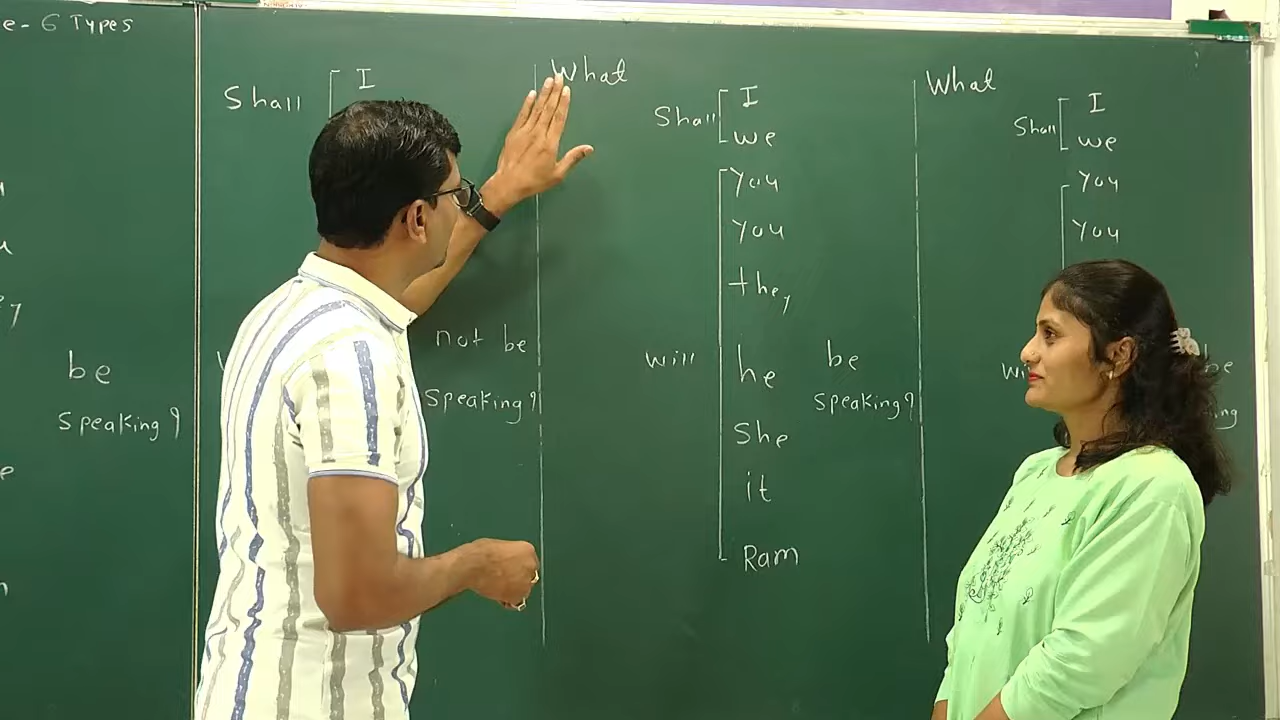 e - 6 Types
be
speaking ?
Shall I
not be
speaking ?
What
Shall I
we
you
you
they
will he be
speaking ?
She
it
Ram
What
Shall I
we
you
you
be